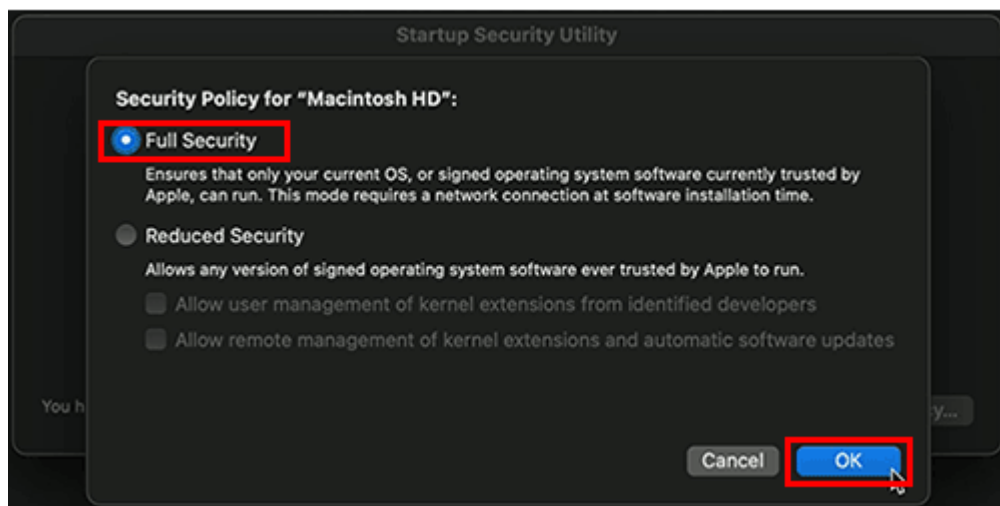 Startup Security Utility
Security Policy for “Macintosh HD”:
Full Security
Ensures that only your current OS, or signed operating system software currently trusted by
Apple, can run. This mode requires a network connection at software installation time.
Reduced Security
Allows any version of signed operating system software ever trusted by Apple to run.
Allow user management of kernel extensions from identified developers
Allow remote management of kernel extensions and automatic software updates
You h
y...
Cancel OK